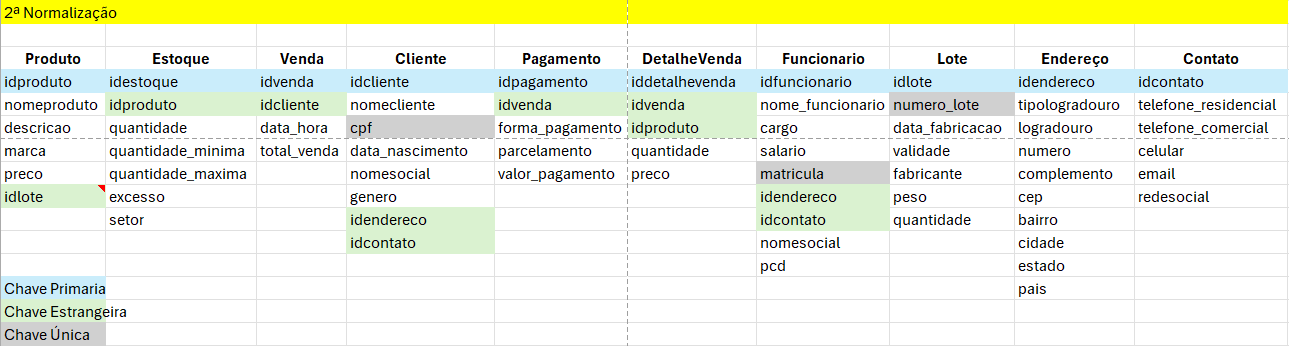 2ª Normalização
Produto Estoque Venda Cliente Pagamento DetalheVenda Funcionario Lote Endereço Contato
idproduto idestoque idvenda idcliente idpagamento iddetalhevenda idfuncionario idlote idendereco idcontato
nomeproduto idproduto idcliente nomecliente idvenda idvenda nome_funcionario numero_lote tipologradouro telefone_residencial
descricao quantidade data_hora cpf forma_pagamento idproduto cargo data_fabricacao logradouro telefone_comercial
marca quantidade_minima total_venda data_nascimento parcelamento quantidade salario validade numero celular
preco quantidade_maxima nomesocial valor_pagamento preco matricula fabricante complemento email
idlote excesso genero idendereco peso cep redesocial
setor idendereco idcontato quantidade bairro
idcontato nomesocial cidade
pcd estado
Chave Primaria pais
Chave Estrangeira
Chave Única